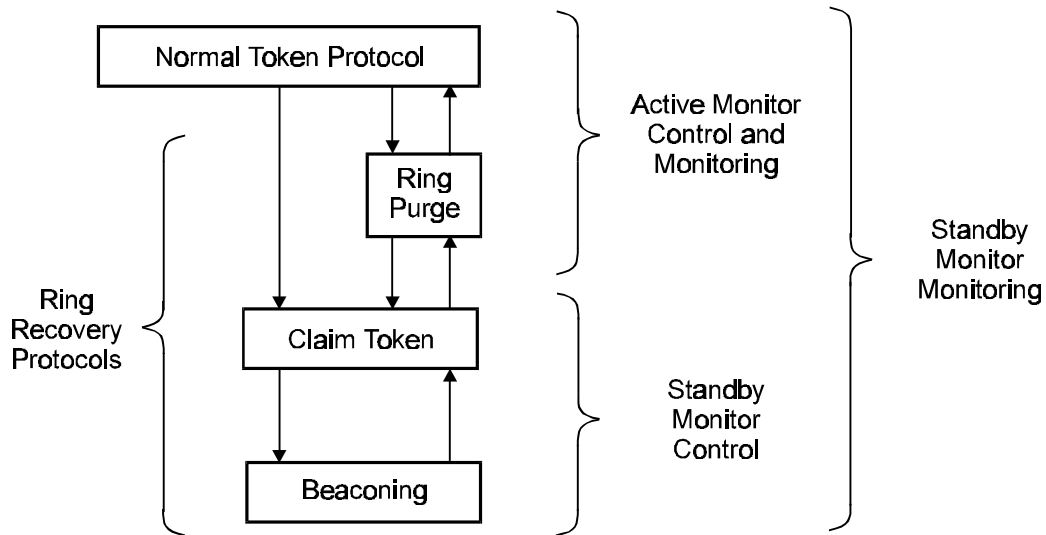 Normal Token Protocol
Ring
Purge
Claim Token
Beaconing
Ring
Recovery
Protocols
Active Monitor
Control and
Monitoring
Standby
Monitor
Control
Standby
Monitor
Monitoring